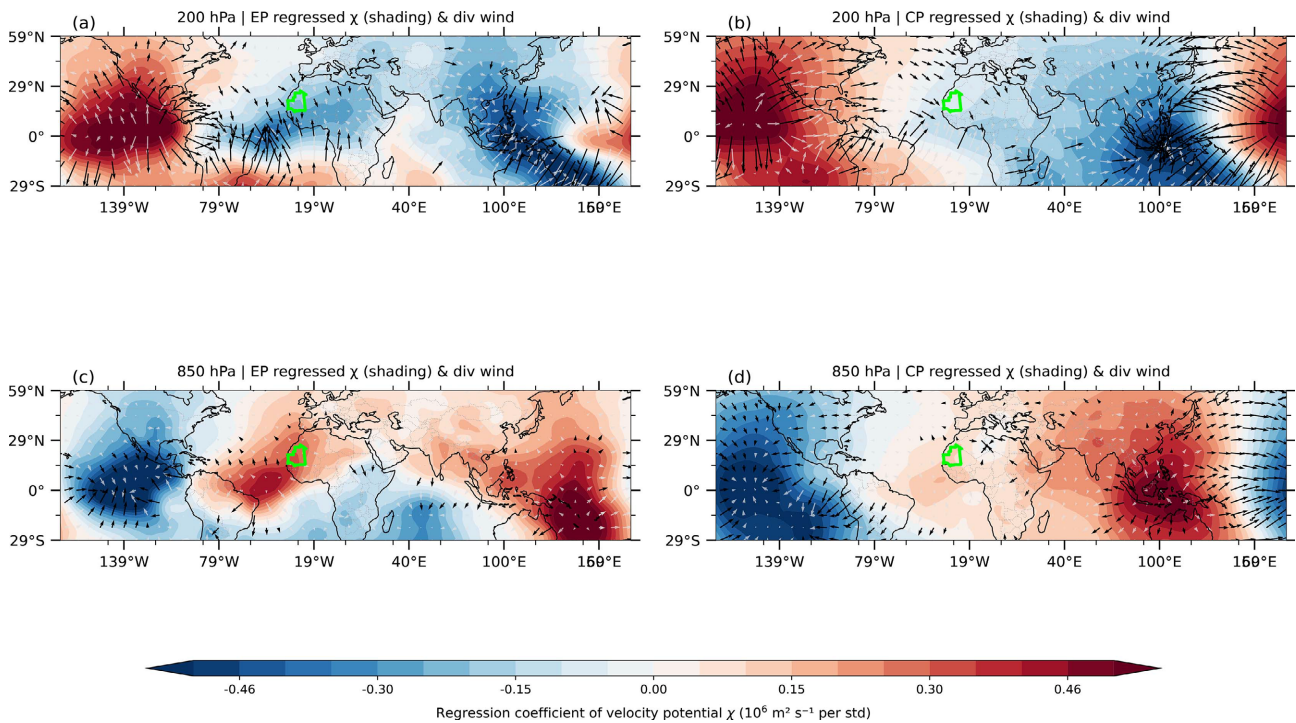 (a) 200 hPa | EP regressed χ (shading) & div wind
59°N
29°N
0°
29°S
139°W 79°W 19°W 40°E 100°E 160°E
(b) 200 hPa | CP regressed χ (shading) & div wind
59°N
29°N
0°
29°S
139°W 79°W 19°W 40°E 100°E 160°E
(c) 850 hPa | EP regressed χ (shading) & div wind
59°N
29°N
0°
29°S
139°W 79°W 19°W 40°E 100°E 160°E
(d) 850 hPa | CP regressed χ (shading) & div wind
59°N
29°N
0°
29°S
139°W 79°W 19°W 40°E 100°E 160°E
-0.46 -0.30 -0.15 0.00 0.15 0.30 0.46
Regression coefficient of velocity potential χ (10⁶ m² s⁻¹ per std)